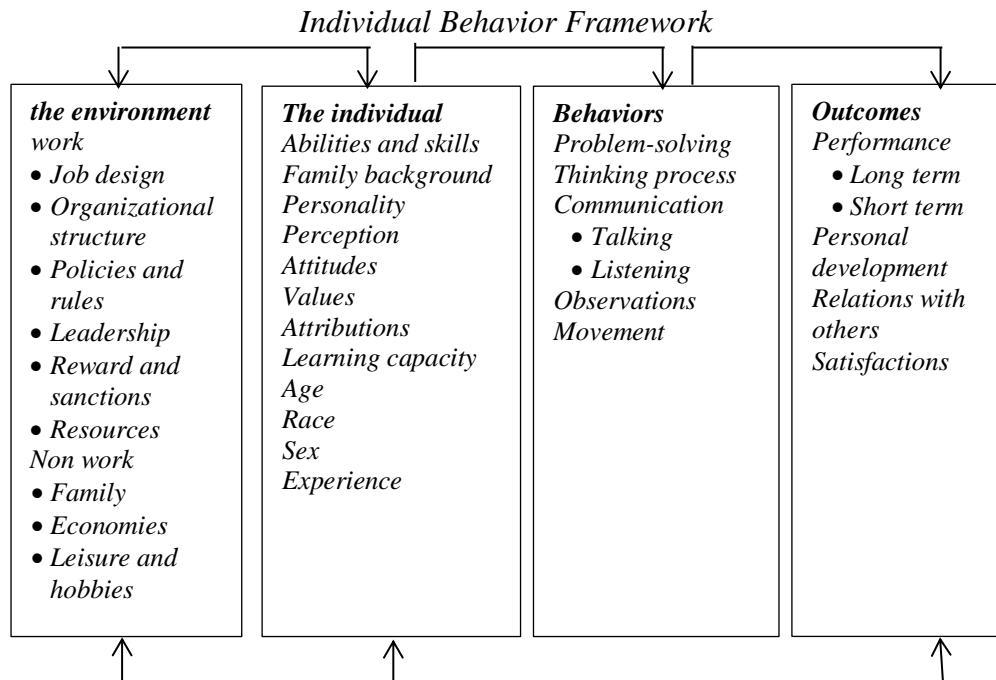 Individual Behavior Framework
the environment
work
• Job design
• Organizational
structure
• Policies and
rules
• Leadership
• Reward and
sanctions
• Resources
Non work
• Family
• Economies
• Leisure and
hobbies
The individual
Abilities and skills
Family background
Personality
Perception
Attitudes
Values
Attributions
Learning capacity
Age
Race
Sex
Experience
Behaviors
Problem-solving
Thinking process
Communication
• Talking
• Listening
Observations
Movement
Outcomes
Performance
• Long term
• Short term
Personal
development
Relations with
others
Satisfactions